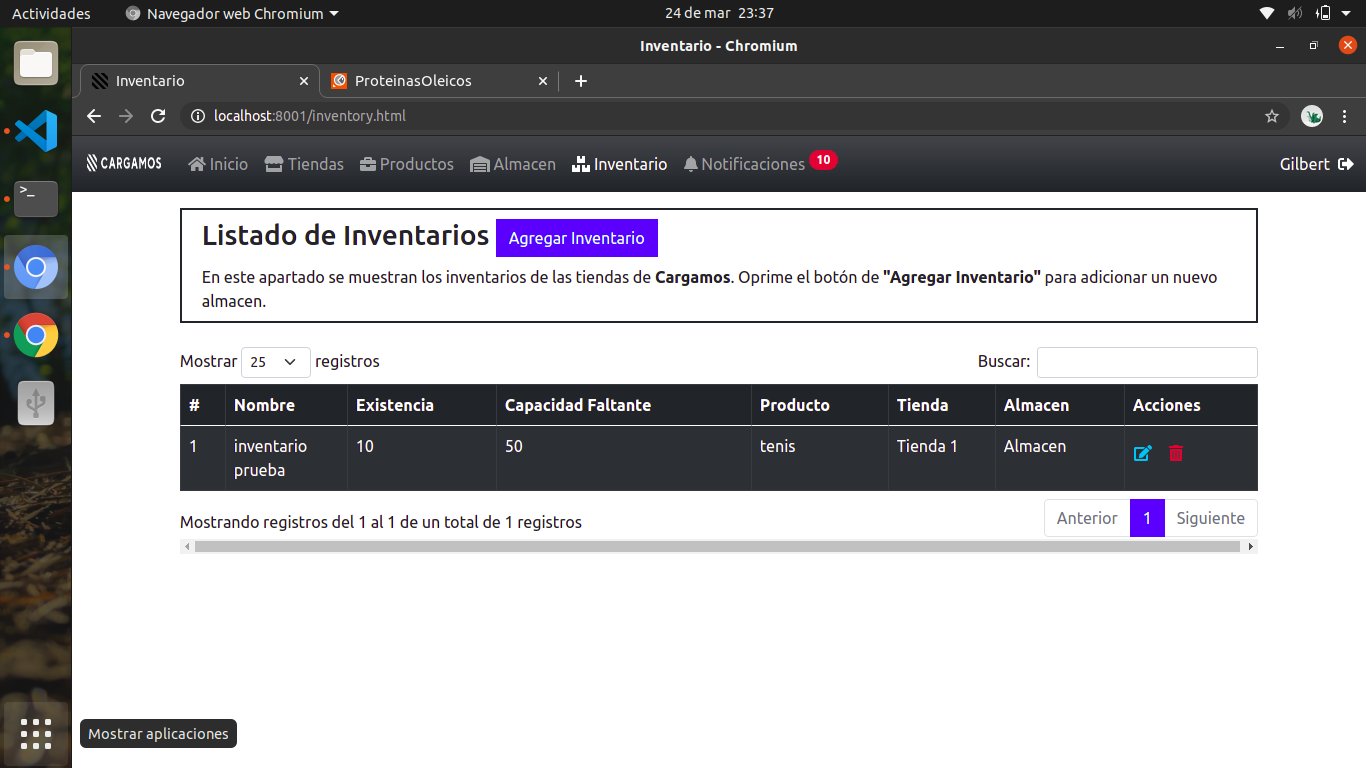 Actividades Navegador web Chromium 24 de mar 23:37
Inventario - Chromium
Inventario ProteinasOleicos
localhost:8001/inventory.html
CARGAMOS Inicio Tiendas Productos Almacen Inventario Notificaciones 10 Gilbert
Listado de Inventarios Agregar Inventario
En este apartado se muestran los inventarios de las tiendas de Cargamos. Oprime el botón de "Agregar Inventario" para adicionar un nuevo
almacen.
Mostrar 25 registros Buscar:
# Nombre Existencia Capacidad Faltante Producto Tienda Almacen Acciones
1 inventario 10 50 tenis Tienda 1 Almacen
prueba
Mostrando registros del 1 al 1 de un total de 1 registros Anterior 1 Siguiente
Mostrar aplicaciones